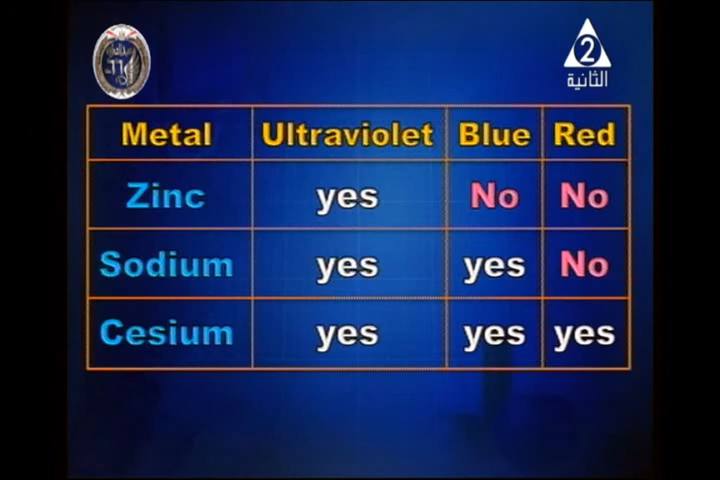 2
الثانية
Metal Ultraviolet Blue Red
Zinc yes No No
Sodium yes yes No
Cesium yes yes yes